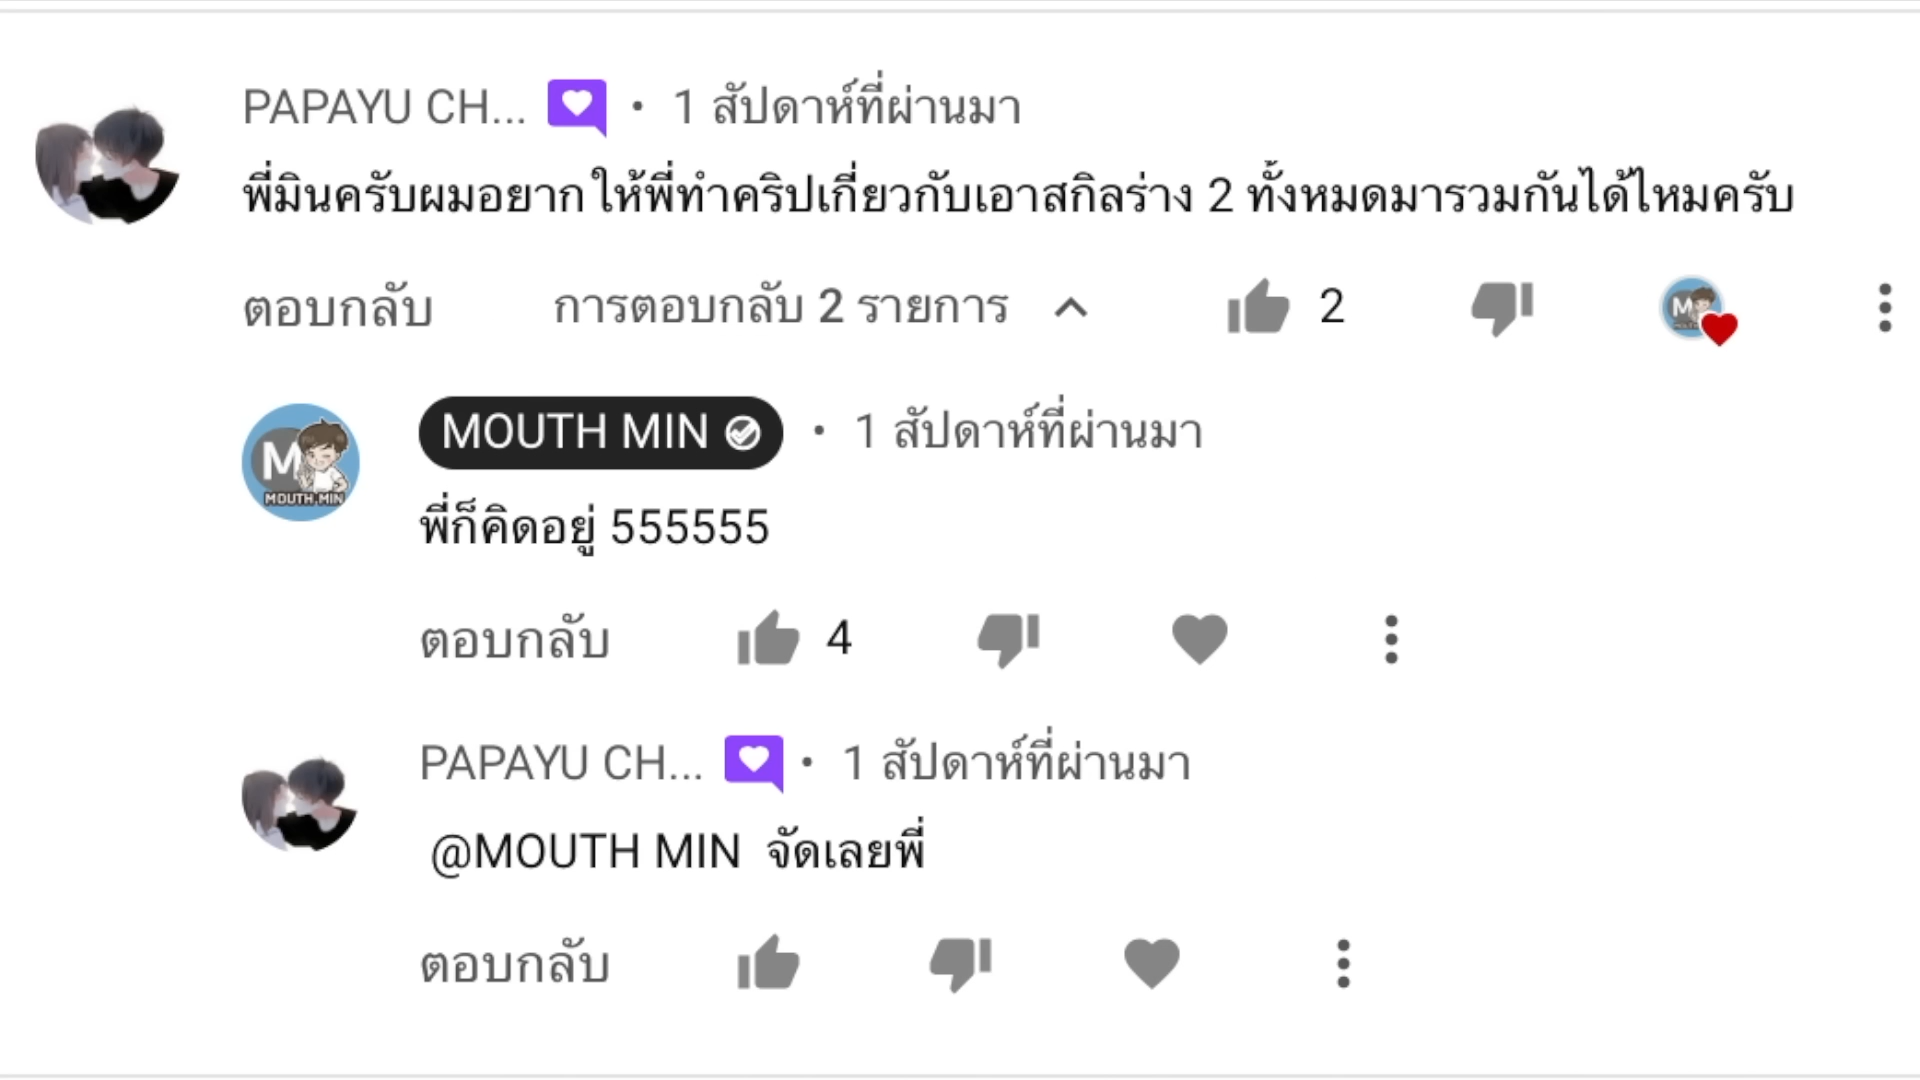 PAPAYU CH... • 1 สัปดาห์ที่ผ่านมา
พี่มินครับผมอยากให้พี่ทำคริปเกี่ยวกับเอาสกิลร่าง 2 ทั้งหมดมารวมกันได้ไหมครับ
ตอบกลับ การตอบกลับ 2 รายการ 2
MOUTH MIN • 1 สัปดาห์ที่ผ่านมา
M
MOUTH MIN
พี่ก็คิดอยู่ 555555
ตอบกลับ 4
PAPAYU CH... • 1 สัปดาห์ที่ผ่านมา
@MOUTH MIN จัดเลยพี่
ตอบกลับ